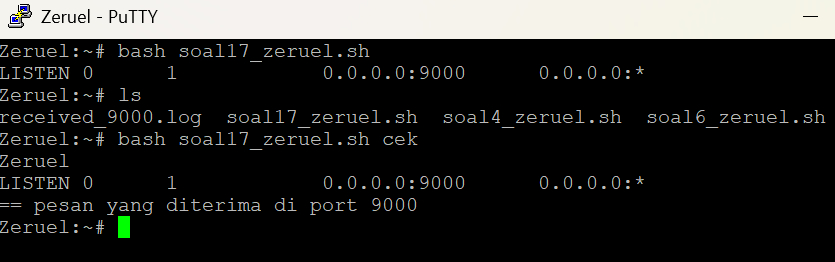 Zeruel - PuTTY
Zeruel:~# bash soal17_zeruel.sh
LISTEN 0      1            0.0.0.0:9000      0.0.0.0:*
Zeruel:~# ls
received_9000.log  soal17_zeruel.sh  soal4_zeruel.sh  soal6_zeruel.sh
Zeruel:~# bash soal17_zeruel.sh cek
Zeruel
LISTEN 0      1            0.0.0.0:9000      0.0.0.0:*
== pesan yang diterima di port 9000
Zeruel:~#